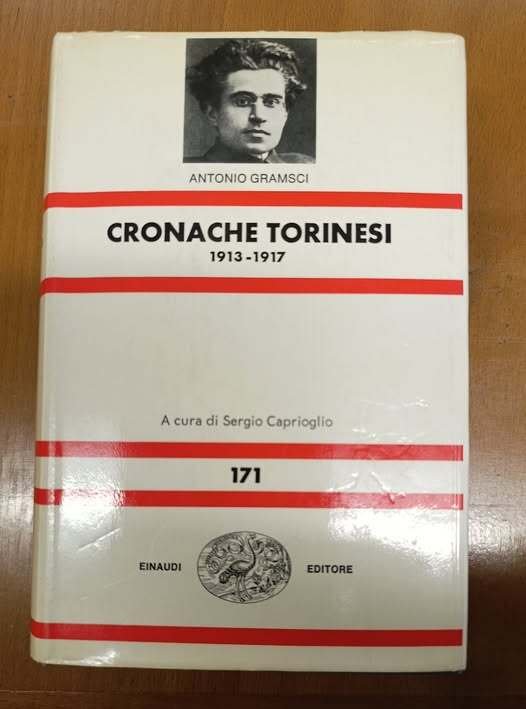 ANTONIO GRAMSCI
CRONACHE TORINESI
1913-1917
A cura di Sergio Caprioglio
171
EINAUDI EDITORE